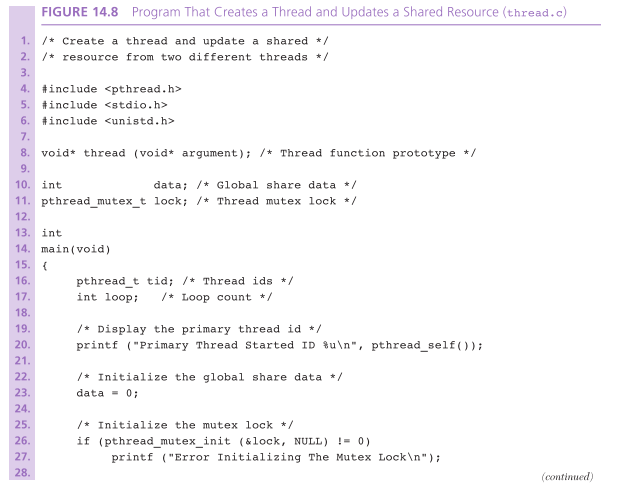 FIGURE 14.8 Program That Creates a Thread and Updates a Shared Resource (thread.c)
1. /* Create a thread and update a shared */
2. /* resource from two different threads */
3.
4. #include <pthread.h>
5. #include <stdio.h>
6. #include <unistd.h>
7.
8. void* thread (void* argument); /* Thread function prototype */
9.
10. int data; /* Global share data */
11. pthread_mutex_t lock; /* Thread mutex lock */
12.
13. int
14. main(void)
15. {
16. pthread_t tid; /* Thread ids */
17. int loop; /* Loop count */
18.
19. /* Display the primary thread id */
20. printf ("Primary Thread Started ID %u\n", pthread_self());
21.
22. /* Initialize the global share data */
23. data = 0;
24.
25. /* Initialize the mutex lock */
26. if (pthread_mutex_init (&lock, NULL) != 0)
27. printf ("Error Initializing The Mutex Lock\n");
28.
(continued)